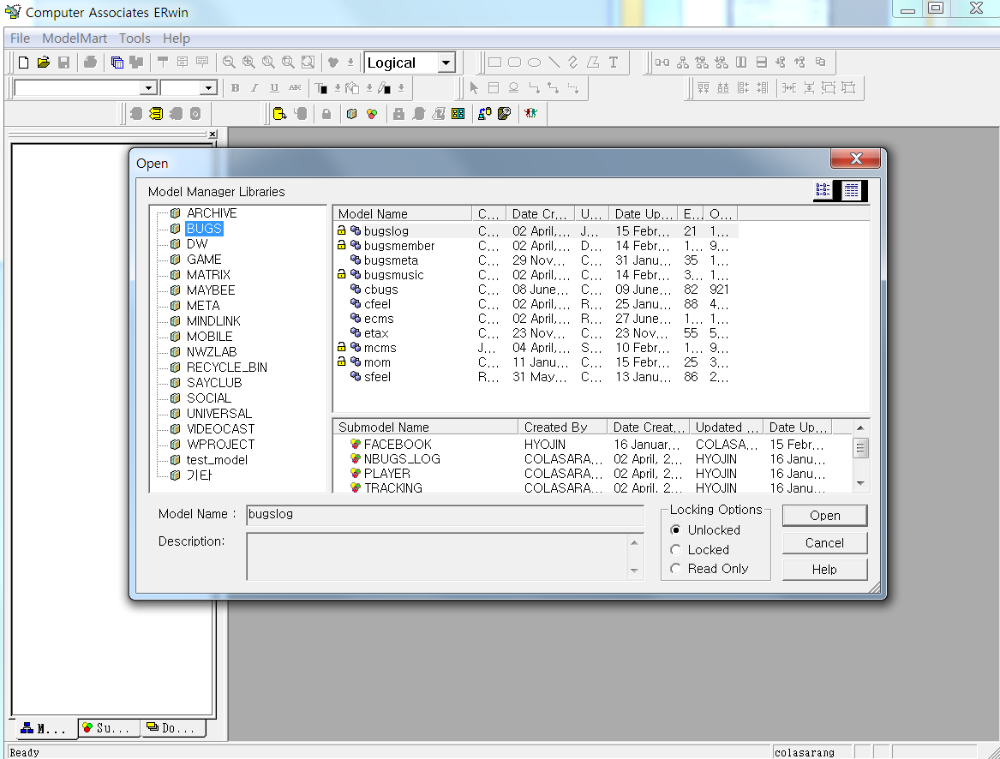 Computer Associates ERwin
File ModelMart Tools Help
Logical
B I U ABC
Open
Model Manager Libraries
ARCHIVE
BUGS
DW
GAME
MATRIX
MAYBEE
META
MINDLINK
MOBILE
NWZLAB
RECYCLE_BIN
SAYCLUB
SOCIAL
UNIVERSAL
VIDEOCAST
WPROJECT
test_model
기타
Model Name C... Date Cr... U... Date Up... E... O...
bugslog C... 02 April,... J... 15 Febr... 21 1...
bugsmember C... 02 April,... D... 14 Febr... 1... 9...
bugsmeta C... 29 Nov... C... 31 Janu... 35 1...
bugsmusic C... 02 April,... C... 14 Febr... 3... 1...
cbugs C... 08 June... C... 09 June... 82 921
cfeel C... 02 April,... R... 25 Janu... 88 4...
ecms C... 02 April,... R... 27 June... 1... 1...
etax C... 23 Nov... C... 23 Nov... 55 5...
mcms J... 04 April,... S... 10 Febr... 1... 9...
mom C... 11 Janu... C... 15 Febr... 25 3...
sfeel R... 31 May... C... 13 Janu... 86 2...
Submodel Name Created By Date Creat... Updated ... Date Up...
FACEBOOK HYOJIN 16 Januar... COLASA... 15 Febr...
NBUGS_LOG COLASARA... 02 April, 2... HYOJIN 16 Janu...
PLAYER COLASARA... 02 April, 2... HYOJIN 16 Janu...
TRACKING COLASARA... 02 April, 2... HYOJIN 16 Janu...
Model Name : bugslog
Description:
Locking Options
Unlocked
Locked
Read Only
Open
Cancel
Help
M... Su... Do...
Ready colasarang